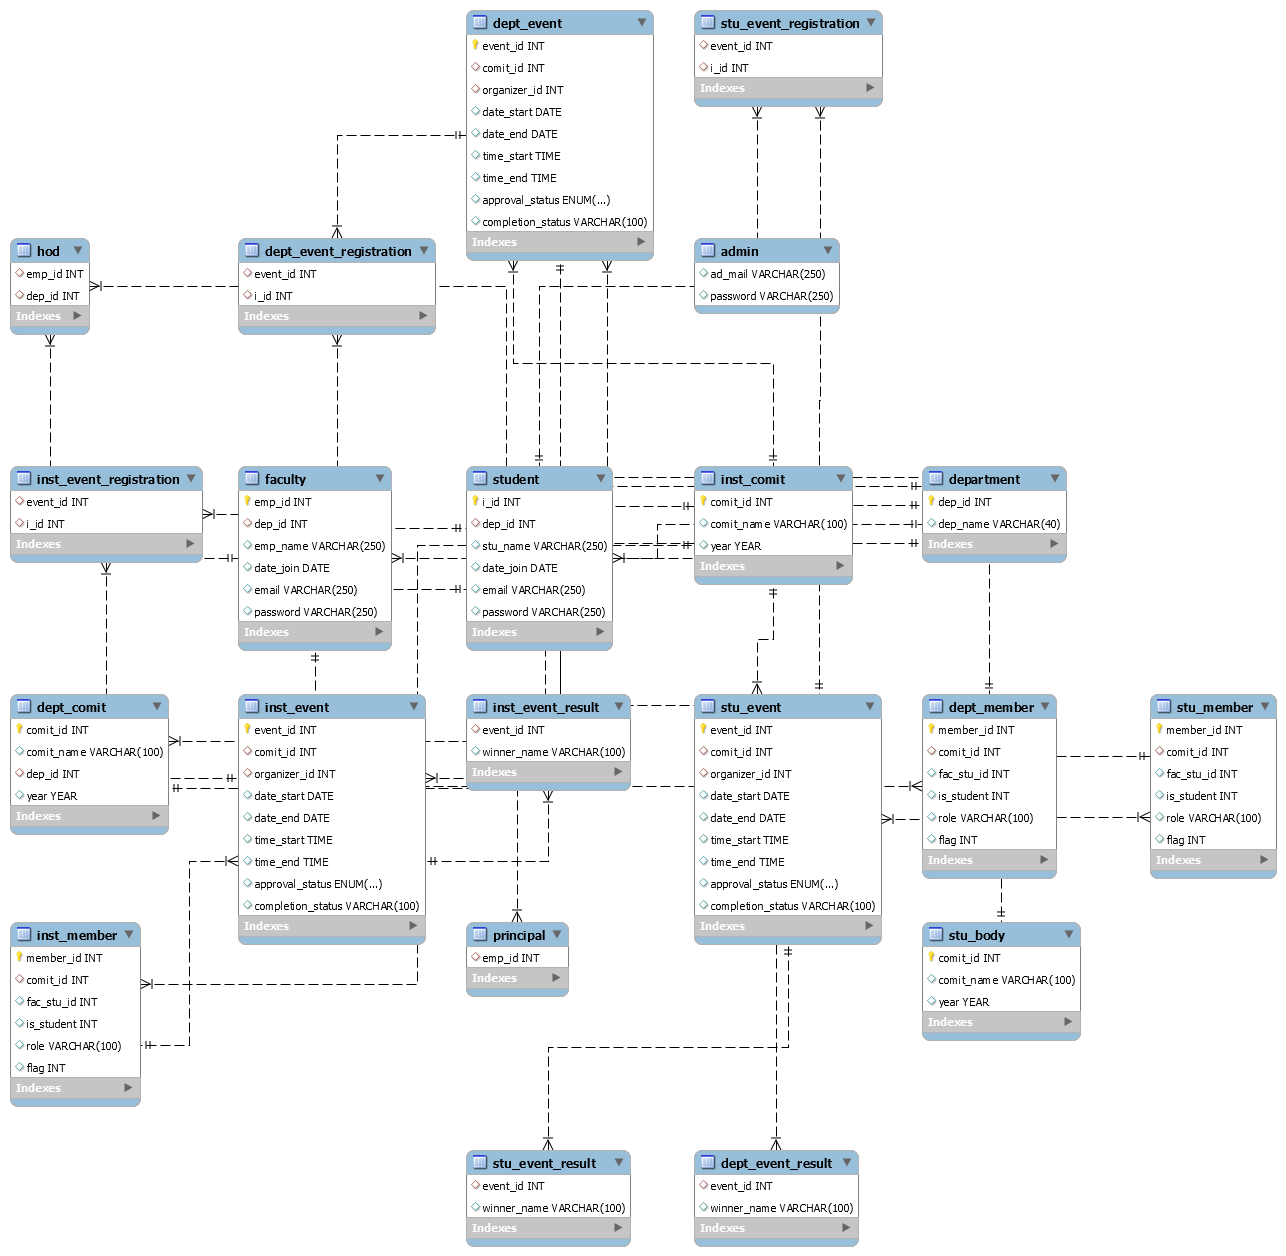 dept_event
event_id INT
comit_id INT
organizer_id INT
date_start DATE
date_end DATE
time_start TIME
time_end TIME
approval_status ENUM(...)
completion_status VARCHAR(100)
Indexes
stu_event_registration
event_id INT
i_id INT
Indexes
hod
emp_id INT
dep_id INT
Indexes
dept_event_registration
event_id INT
i_id INT
Indexes
admin
ad_mail VARCHAR(250)
password VARCHAR(250)
inst_event_registration
event_id INT
i_id INT
Indexes
faculty
emp_id INT
dep_id INT
emp_name VARCHAR(250)
date_join DATE
email VARCHAR(250)
password VARCHAR(250)
Indexes
student
i_id INT
dep_id INT
stu_name VARCHAR(250)
date_join DATE
email VARCHAR(250)
password VARCHAR(250)
Indexes
inst_comit
comit_id INT
comit_name VARCHAR(100)
year YEAR
Indexes
department
dep_id INT
dep_name VARCHAR(40)
Indexes
dept_comit
comit_id INT
comit_name VARCHAR(100)
dep_id INT
year YEAR
Indexes
inst_event
event_id INT
comit_id INT
organizer_id INT
date_start DATE
date_end DATE
time_start TIME
time_end TIME
approval_status ENUM(...)
completion_status VARCHAR(100)
Indexes
inst_event_result
event_id INT
winner_name VARCHAR(100)
Indexes
stu_event
event_id INT
comit_id INT
organizer_id INT
date_start DATE
date_end DATE
time_start TIME
time_end TIME
approval_status ENUM(...)
completion_status VARCHAR(100)
Indexes
dept_member
member_id INT
comit_id INT
fac_stu_id INT
is_student INT
role VARCHAR(100)
flag INT
Indexes
stu_member
member_id INT
comit_id INT
fac_stu_id INT
is_student INT
role VARCHAR(100)
flag INT
Indexes
inst_member
member_id INT
comit_id INT
fac_stu_id INT
is_student INT
role VARCHAR(100)
flag INT
Indexes
principal
emp_id INT
Indexes
stu_body
comit_id INT
comit_name VARCHAR(100)
year YEAR
Indexes
stu_event_result
event_id INT
winner_name VARCHAR(100)
Indexes
dept_event_result
event_id INT
winner_name VARCHAR(100)
Indexes